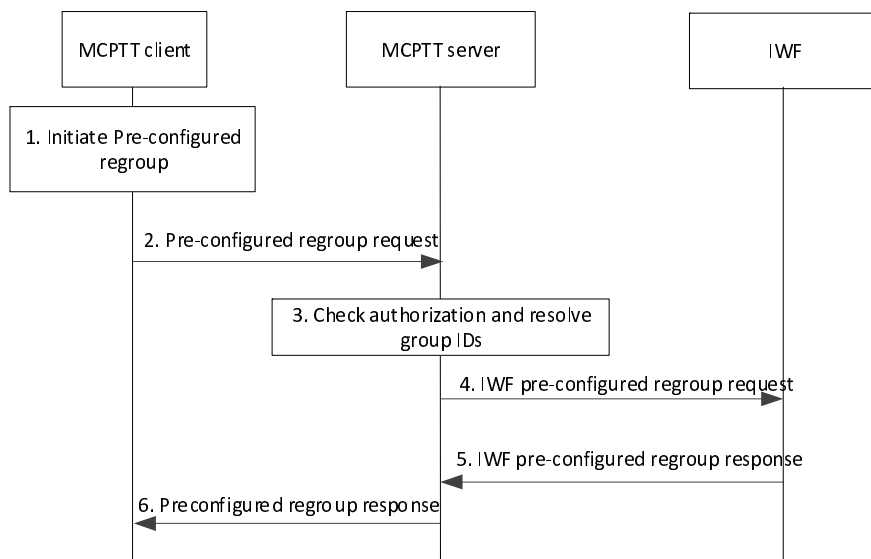 MCPTT client
MCPTT server
IWF
1. Initiate Pre-configured
regroup
2. Pre-configured regroup request
3. Check authorization and resolve
group IDs
4. IWF pre-configured regroup request
5. IWF pre-configured regroup response
6. Preconfigured regroup response